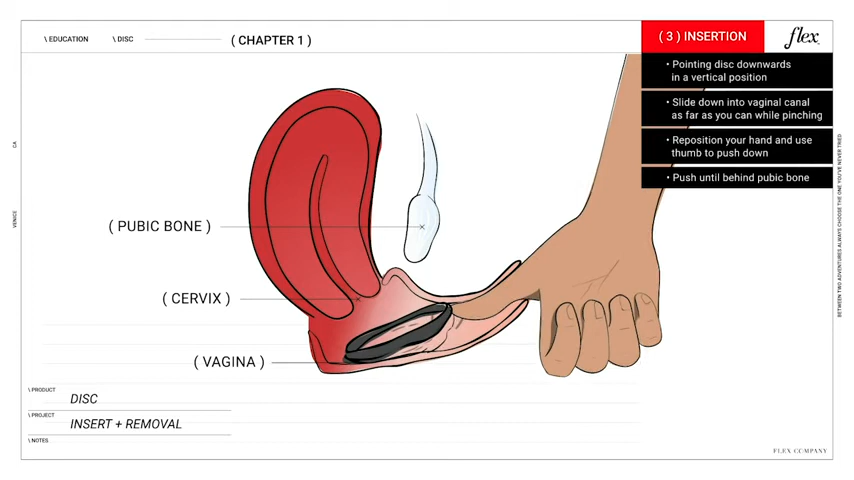 \ EDUCATION
\ DISC
( CHAPTER 1 )
( 3 ) INSERTION
flex
• Pointing disc downwards
in a vertical position
• Slide down into vaginal canal
as far as you can while pinching
• Reposition your hand and use
thumb to push down
• Push until behind pubic bone
CA
VENICE
BETWEEN TWO ADVENTURES ALWAYS CHOOSE THE ONE YOU'VE NEVER TRIED
( PUBIC BONE )
( CERVIX )
( VAGINA )
\ PRODUCT
DISC
\ PROJECT
INSERT + REMOVAL
\ NOTES
FLEX COMPANY